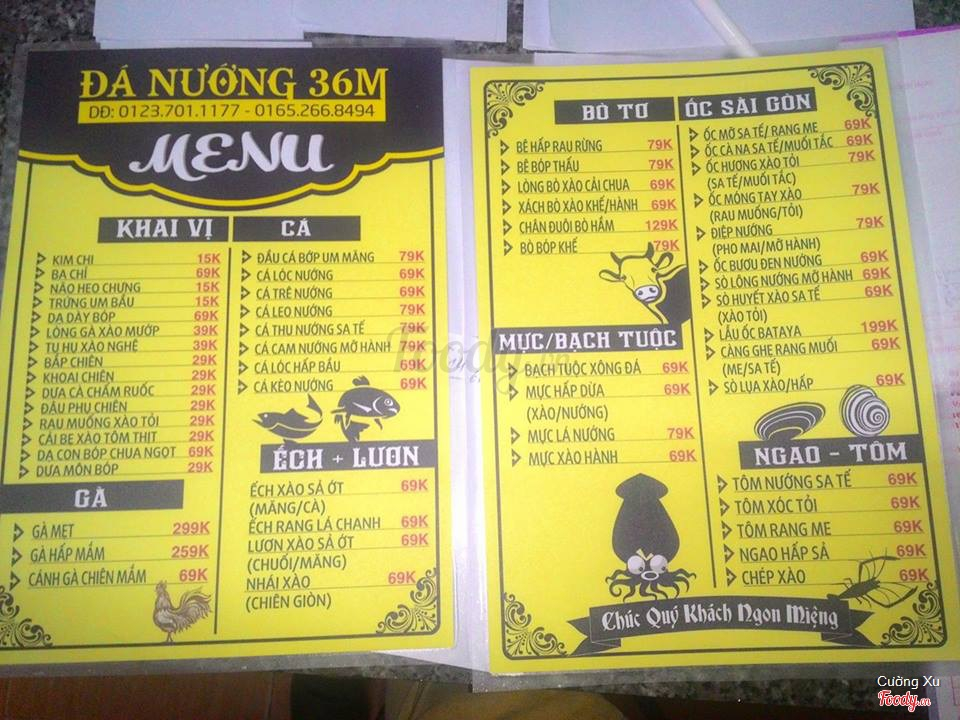 ĐÁ NƯỚNG 36M
DĐ: 0123.701.1177 - 0165.266.8494
MENU
KHAI VỊ
KIM CHI 15K
BA CHỈ 69K
NÃO HEO CHƯNG 15K
TRỨNG UM BẦU 15K
DẠ DÀY BÓP 69K
LÒNG GÀ XÀO MƯỚP 39K
TU HU XÀO NGHỆ 39K
BẮP CHIÊN 29K
KHOAI CHIÊN 29K
DƯA CÀ CHẤM RUỐC 29K
ĐẬU PHỤ CHIÊN 29K
RAU MUỐNG XÀO TỎI 29K
CẢI BE XÀO TÔM THỊT 29K
DẠ CON BÓP CHUA NGỌT 69K
DƯA MÔN BÓP 29K
GÀ
GÀ MẸT 299K
GÀ HẤP MẮM 259K
CÁNH GÀ CHIÊN MẮM 69K
CÁ
ĐẦU CÁ BỚP UM MĂNG 79K
CÁ LÓC NƯỚNG 69K
CÁ TRÊ NƯỚNG 69K
CÁ LEO NƯỚNG 79K
CÁ THU NƯỚNG SA TẾ 79K
CÁ CAM NƯỚNG MỠ HÀNH 79K
CÁ LÓC HẤP BẦU 69K
CÁ KÈO NƯỚNG 69K
ẾCH + LƯƠN
ẾCH XÀO SẢ ỚT 69K
(MĂNG/CÀ)
ẾCH RANG LÁ CHANH 69K
LƯƠN XÀO SẢ ỚT 69K
(CHUỐI/MĂNG)
NHÁI XÀO 69K
(CHIÊN GIÒN)
BÒ TƠ
BÊ HẤP RAU RỪNG 79K
BÊ BÓP THẤU 79K
LÒNG BÒ XÀO CẢI CHUA 69K
XÁCH BÒ XÀO KHẾ/HÀNH 69K
CHÂN ĐUÔI BÒ HẦM 129K
BÒ BÓP KHẾ 79K
MỰC/BẠCH TUỘC
BẠCH TUỘC XÔNG ĐÁ 69K
MỰC HẤP DỪA 69K
(XÀO/NƯỚNG)
MỰC LÁ NƯỚNG 79K
MỰC XÀO HÀNH 69K
ỐC SÀI GÒN
ỐC MỠ SA TẾ/ RANG ME 69K
ỐC CÀ NA SA TẾ/MUỐI TẮC 69K
ỐC HƯƠNG XÀO TỎI 79K
(SA TẾ/MUỐI TẮC)
ỐC MÓNG TAY XÀO 79K
(RAU MUỐNG/TỎI)
ĐIỆP NƯỚNG 79K
(PHO MAI/MỠ HÀNH)
ỐC BƯƠU ĐEN NƯỚNG 69K
SÒ LÔNG NƯỚNG MỠ HÀNH 69K
SÒ HUYẾT XÀO SA TẾ 69K
(XÀO TỎI)
LẨU ỐC BATAYA 199K
CÀNG GHẸ RANG MUỐI 69K
(ME/SA TẾ)
SÒ LỤA XÀO/HẤP 69K
NGAO - TÔM
TÔM NƯỚNG SA TẾ 69K
TÔM XÓC TỎI 69K
TÔM RANG ME 69K
NGAO HẤP SẢ 69K
CHÉP XÀO 69K
Chúc Quý Khách Ngon Miệng
Foody.vn
Cường Xu
Foody.vn